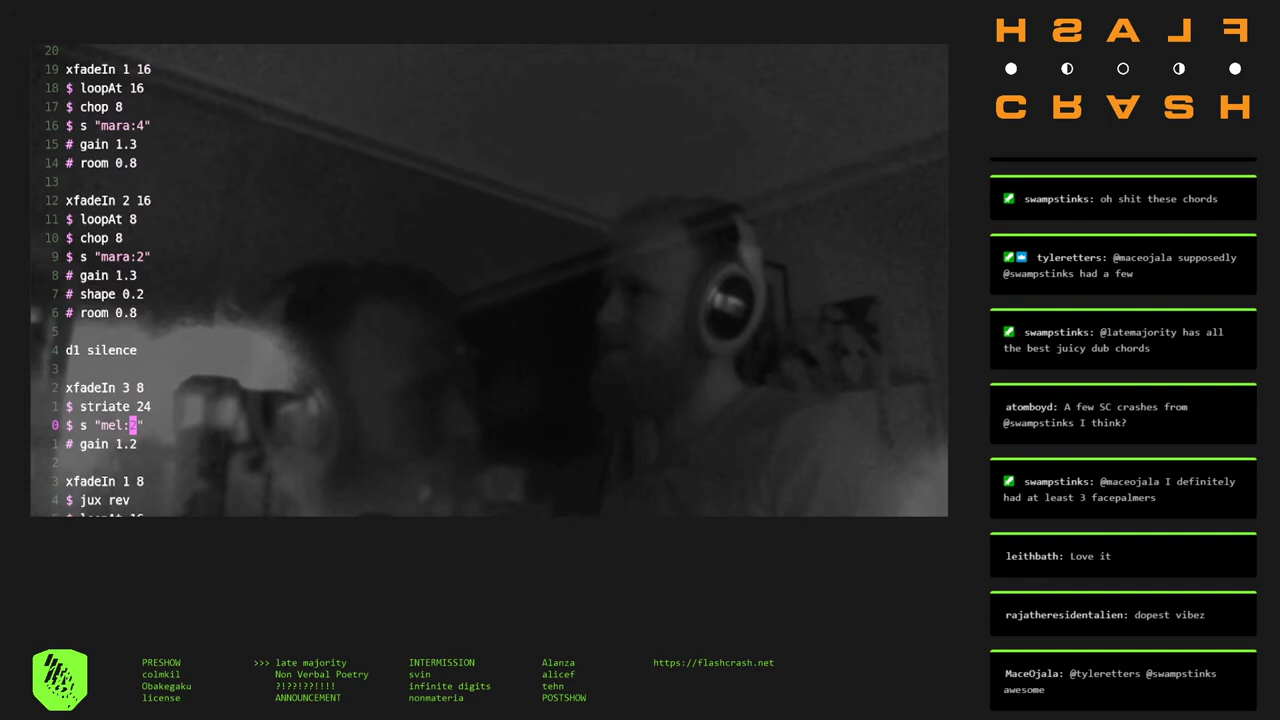 20
19 xfadeIn 1 16
18 $ loopAt 16
17 $ chop 8
16 $ s "mara:4"
15 # gain 1.3
14 # room 0.8
13
12 xfadeIn 2 16
11 $ loopAt 8
10 $ chop 8
9 $ s "mara:2"
8 # gain 1.3
7 # shape 0.2
6 # room 0.8
5
4 d1 silence
3
2 xfadeIn 3 8
1 $ striate 24
0 $ s "mel:2"
1 # gain 1.2
2
3 xfadeIn 1 8
4 $ jux rev
5 $ loopAt 16
FLASH
CRASH
swampstinks: oh shit these chords
tyleretters: @maceojala supposedly
@swampstinks had a few
swampstinks: @latemajority has all
the best juicy dub chords
atomboyd: A few SC crashes from
@swampstinks I think?
swampstinks: @maceojala I definitely
had at least 3 facepalmers
leithbath: Love it
rajatheresidentalien: dopest vibez
MaceOjala: @tyleretters @swampstinks
awesome
PRESHOW
colmkil
Obakegaku
license
>>> late majority
Non Verbal Poetry
?!??!??!!!!
ANNOUNCEMENT
INTERMISSION
svin
infinite digits
nonmateria
Alanza
alicef
tehn
POSTSHOW
https://flashcrash.net